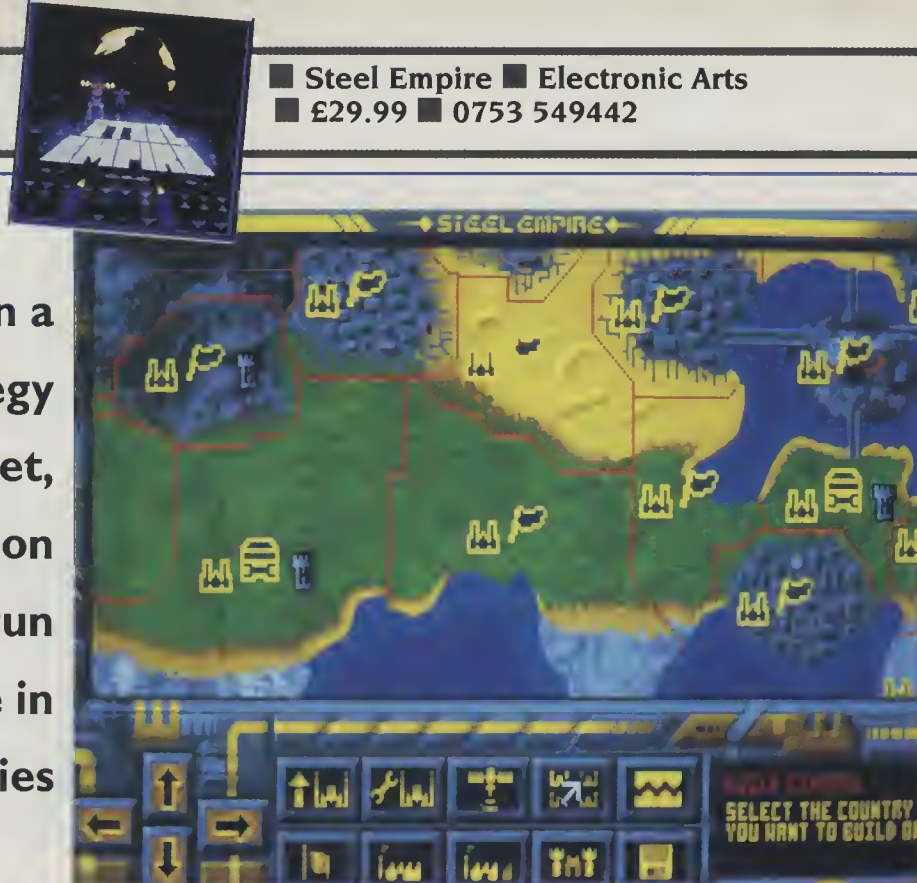 ■ Steel Empire ■ Electronic Arts
■ £29.99 ■ 0753 549442
STEEL EMPIRE
n a
egy
et,
on
un
e in
ies
SELECT THE COUNTRY
YOU WANT TO BUILD ON